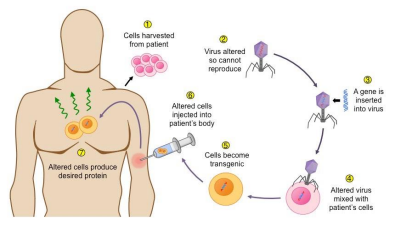 1
Cells harvested
from patient
2
Virus altered
so cannot
reproduce
3
A gene is
inserted
into virus
4
Altered virus
mixed with
patient's cells
5
Cells become
transgenic
6
Altered cells
injected into
patient's body
7
Altered cells produce
desired protein